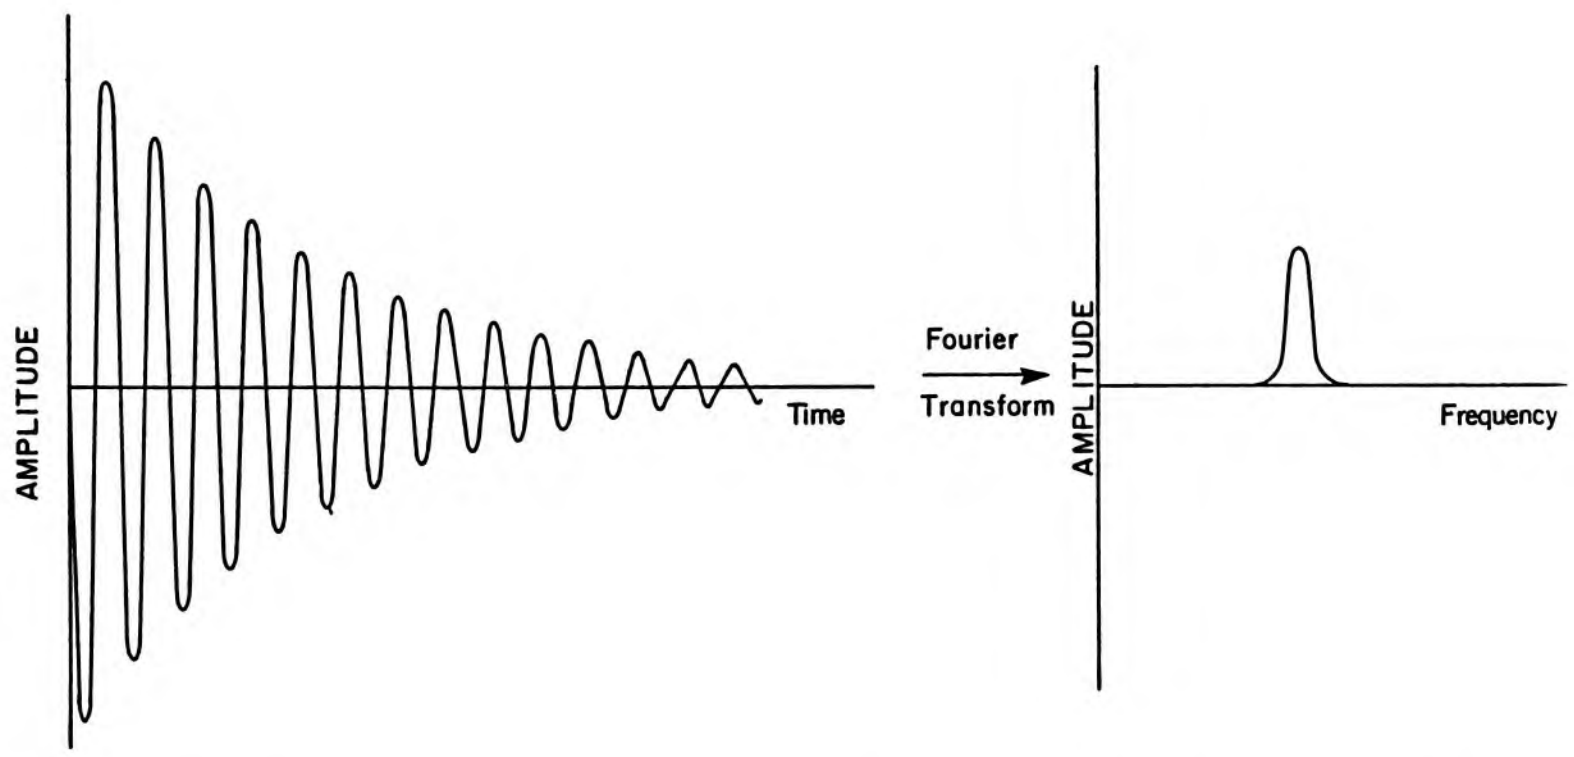 AMPLITUDE
Time
Fourier
Transform
AMPLITUDE
Frequency